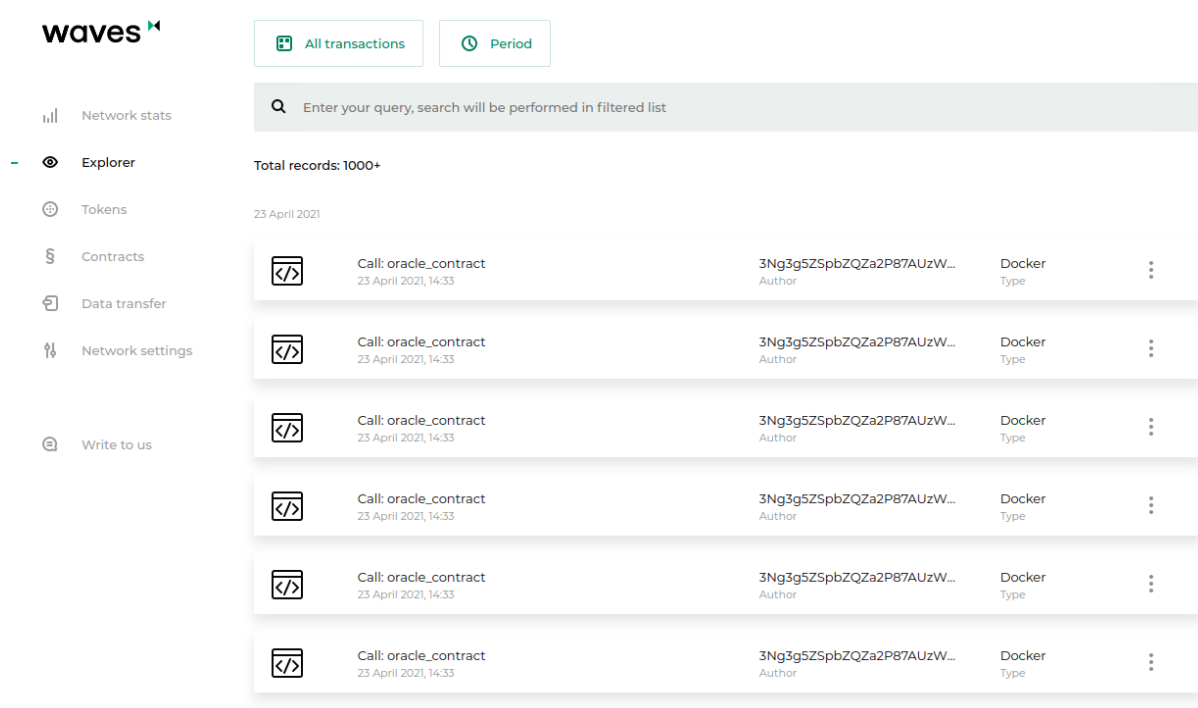 waves
All transactions
Period
Network stats
Enter your query, search will be performed in filtered list
Explorer
Total records: 1000+
Tokens
23 April 2021
Contracts
Data transfer
Network settings
Write to us
Call: oracle_contract
3Ng3g5ZSpbZQZa2P87AUzW...
Docker
23 April 2021, 14:33
Author
Type
Call: oracle_contract
3Ng3g5ZSpbZQZa2P87AUzW...
Docker
23 April 2021, 14:33
Author
Type
Call: oracle_contract
3Ng3g5ZSpbZQZa2P87AUzW...
Docker
23 April 2021, 14:33
Author
Type
Call: oracle_contract
3Ng3g5ZSpbZQZa2P87AUzW...
Docker
23 April 2021, 14:33
Author
Type
Call: oracle_contract
3Ng3g5ZSpbZQZa2P87AUzW...
Docker
23 April 2021, 14:33
Author
Type
Call: oracle_contract
3Ng3g5ZSpbZQZa2P87AUzW...
Docker
23 April 2021, 14:33
Author
Type